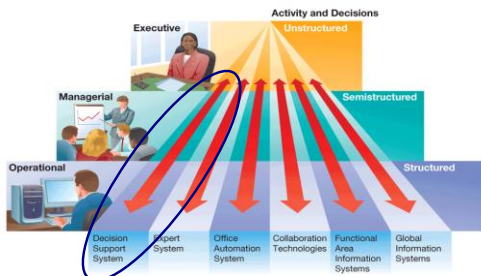 Activity and Decisions
Executive
Unstructured
Managerial
Semistructured
Operational
Structured
Decision
Support
System
Expert
System
Office
Automation
System
Collaboration
Technologies
Functional
Area
Information
Systems
Global
Information
Systems